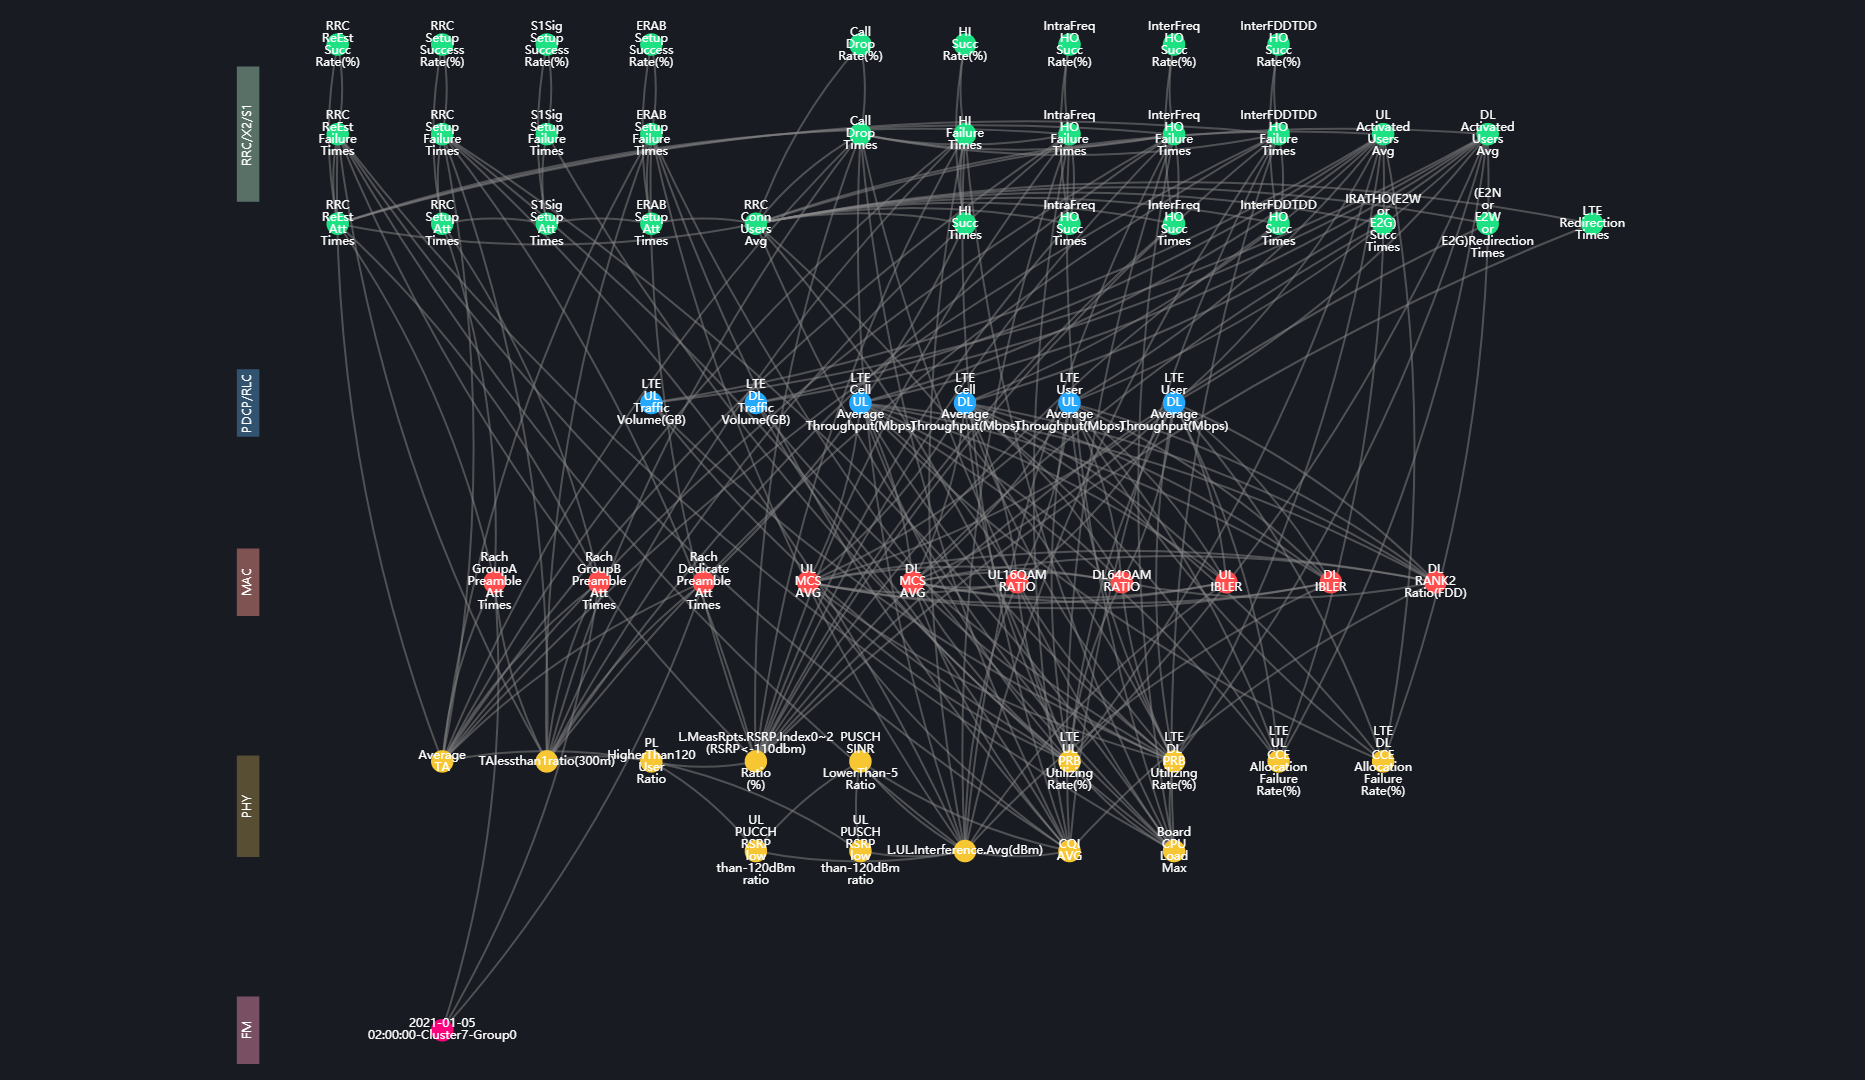 RRC/X2/S1
RRC
ReEst
Succ
Rate(%)
RRC
Setup
Success
Rate(%)
S1Sig
Setup
Success
Rate(%)
ERAB
Setup
Success
Rate(%)
Call
Drop
Rate(%)
HI
Succ
Rate(%)
IntraFreq
HO
Succ
Rate(%)
InterFreq
HO
Succ
Rate(%)
InterFDDTDD
HO
Succ
Rate(%)
RRC
ReEst
Failure
Times
RRC
Setup
Failure
Times
S1Sig
Setup
Failure
Times
ERAB
Setup
Failure
Times
Call
Drop
Times
HI
Failure
Times
IntraFreq
HO
Failure
Times
InterFreq
HO
Failure
Times
InterFDDTDD
HO
Failure
Times
UL
Activated
Users
Avg
DL
Activated
Users
Avg
RRC
ReEst
Att
Times
RRC
Setup
Att
Times
S1Sig
Setup
Att
Times
ERAB
Setup
Att
Times
RRC
Conn
Users
Avg
HI
Succ
Times
IntraFreq
HO
Succ
Times
InterFreq
HO
Succ
Times
InterFDDTDD
HO
Succ
Times
IRATHO(E2W
or
E2G)
Succ
Times
(E2N
or
E2W
or
E2G)Redirection
Times
LTE
Redirection
Times
PDCP/RLC
LTE
UL
Traffic
Volume(GB)
LTE
DL
Traffic
Volume(GB)
LTE
Cell
UL
Average
Throughput(Mbps)
LTE
Cell
DL
Average
Throughput(Mbps)
LTE
User
UL
Average
Throughput(Mbps)
LTE
User
DL
Average
Throughput(Mbps)
MAC
Rach
GroupA
Preamble
Att
Times
Rach
GroupB
Preamble
Att
Times
Rach
Dedicate
Preamble
Att
Times
UL
MCS
AVG
DL
MCS
AVG
UL16QAM
RATIO
DL64QAM
RATIO
UL
IBLER
DL
IBLER
DL
RANK2
Ratio(FDD)
PHY
Average
TA
TAlessthan1ratio(300m)
PL
HigherThan120
User
Ratio
L.MeasRpts.RSRP.Index0~2
(RSRP<-110dbm)
Ratio
(%)
PUSCH
SINR
LowerThan-5
Ratio
LTE
UL
PRB
Utilizing
Rate(%)
LTE
DL
PRB
Utilizing
Rate(%)
LTE
UL
CCE
Allocation
Failure
Rate(%)
LTE
DL
CCE
Allocation
Failure
Rate(%)
UL
PUCCH
RSRP
low
than-120dBm
ratio
UL
PUSCH
RSRP
low
than-120dBm
ratio
L.UL.Interference.Avg(dBm)
CQI
AVG
Board
CPU
Load
Max
FM
2021-01-05
02:00:00-Cluster7-Group0